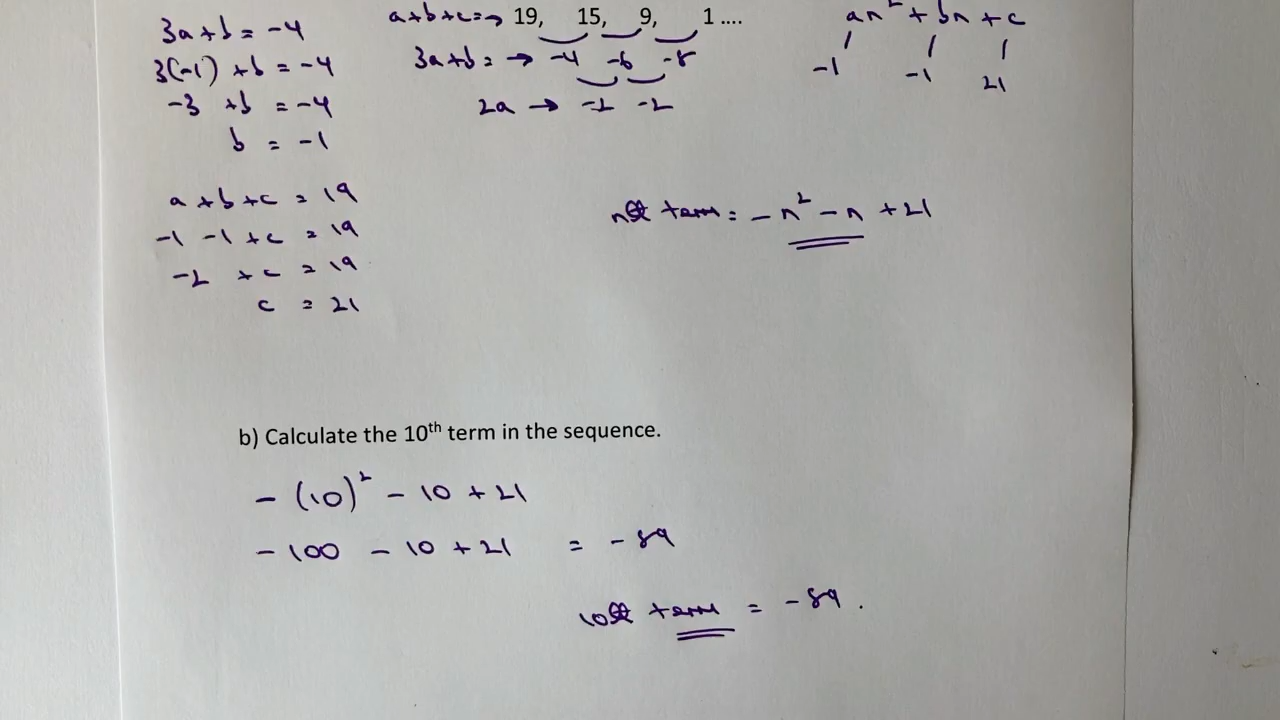 3a + b = -4
3(-1) + b = -4
-3 + b = -4
b = -1
a + b + c = 19
-1 -1 + c = 19
-2 + c = 19
c = 21
a+b+c=→ 19, 15, 9, 1 ....
3a+b= → -4 -6 -8
2a → -2 -2
an² + bn + c
-1 -1 21
nth term = -n² - n + 21
b) Calculate the 10th term in the sequence.
- (10)² - 10 + 21
- 100 - 10 + 21 = -89
10th term = -89.